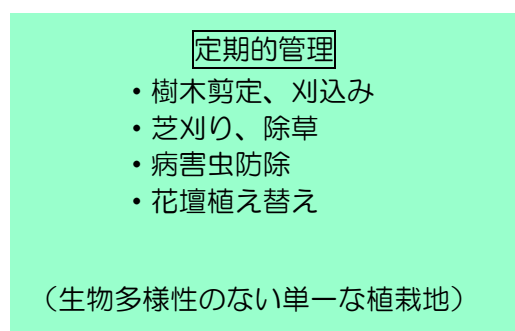 定期的管理
・樹木剪定、刈込み
・芝刈り、除草
・病害虫防除
・花壇植え替え
（生物多様性のない単一な植栽地）